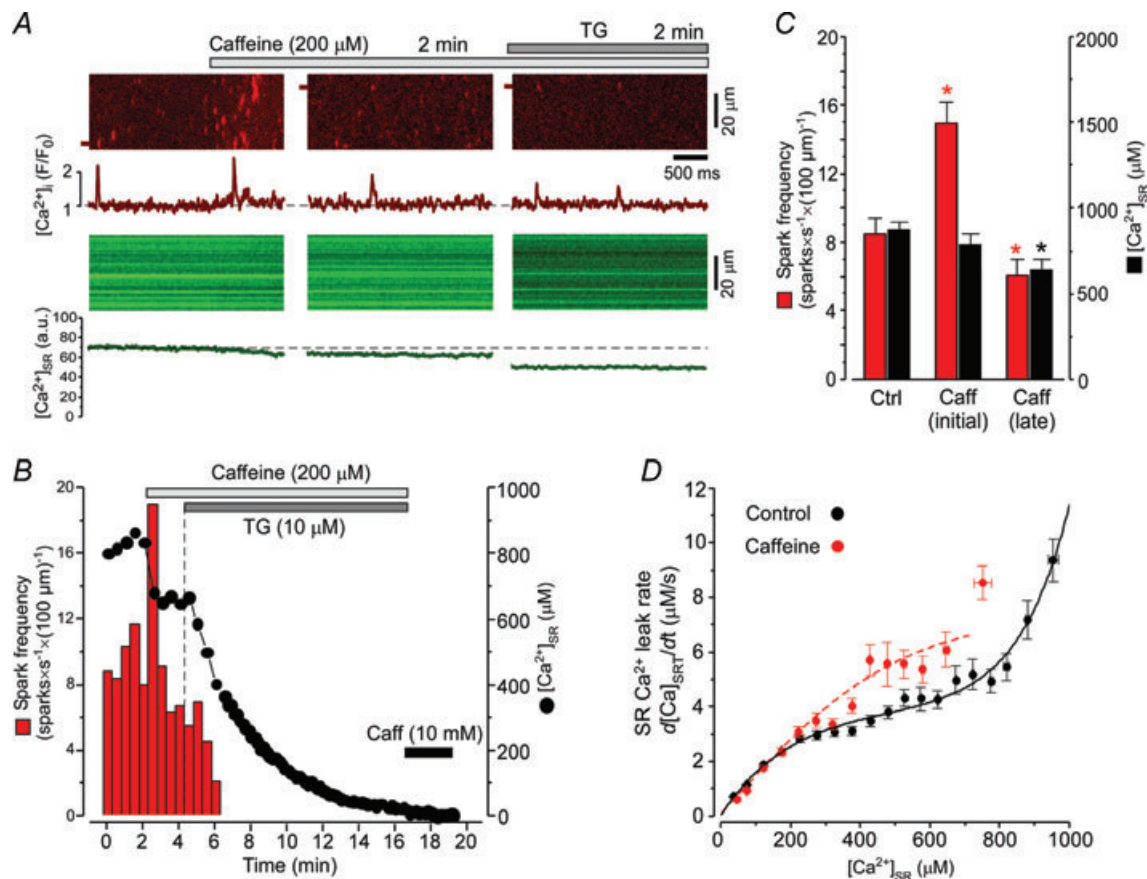 A
Caffeine (200 µM) 2 min
TG 2 min
20 µm
500 ms
[Ca²⁺]i (F/F₀)
2
1
20 µm
[Ca²⁺]SR (a.u.)
100
80
60
40
20
0
B
Caffeine (200 µM)
TG (10 µM)
Caff (10 mM)
Spark frequency
(sparks×s⁻¹×(100 µm)⁻¹
20
16
12
8
4
0
1000
800
600
400
200
0
[Ca²⁺]SR
(µM)
0 2 4 6 8 10 12 14 16 18 20
Time (min)
C
Spark frequency
(sparks×s⁻¹×(100 µm)⁻¹
20
16
12
8
4
0
*
*
*
2000
1500
1000
500
0
[Ca²⁺]SR (µM)
Ctrl Caff Caff
(initial) (late)
D
Control
Caffeine
SR Ca²⁺ leak rate
d[Ca]SRT/dt (µM/s)
12
10
8
6
4
2
0
0 200 400 600 800 1000
[Ca²⁺]SR (µM)